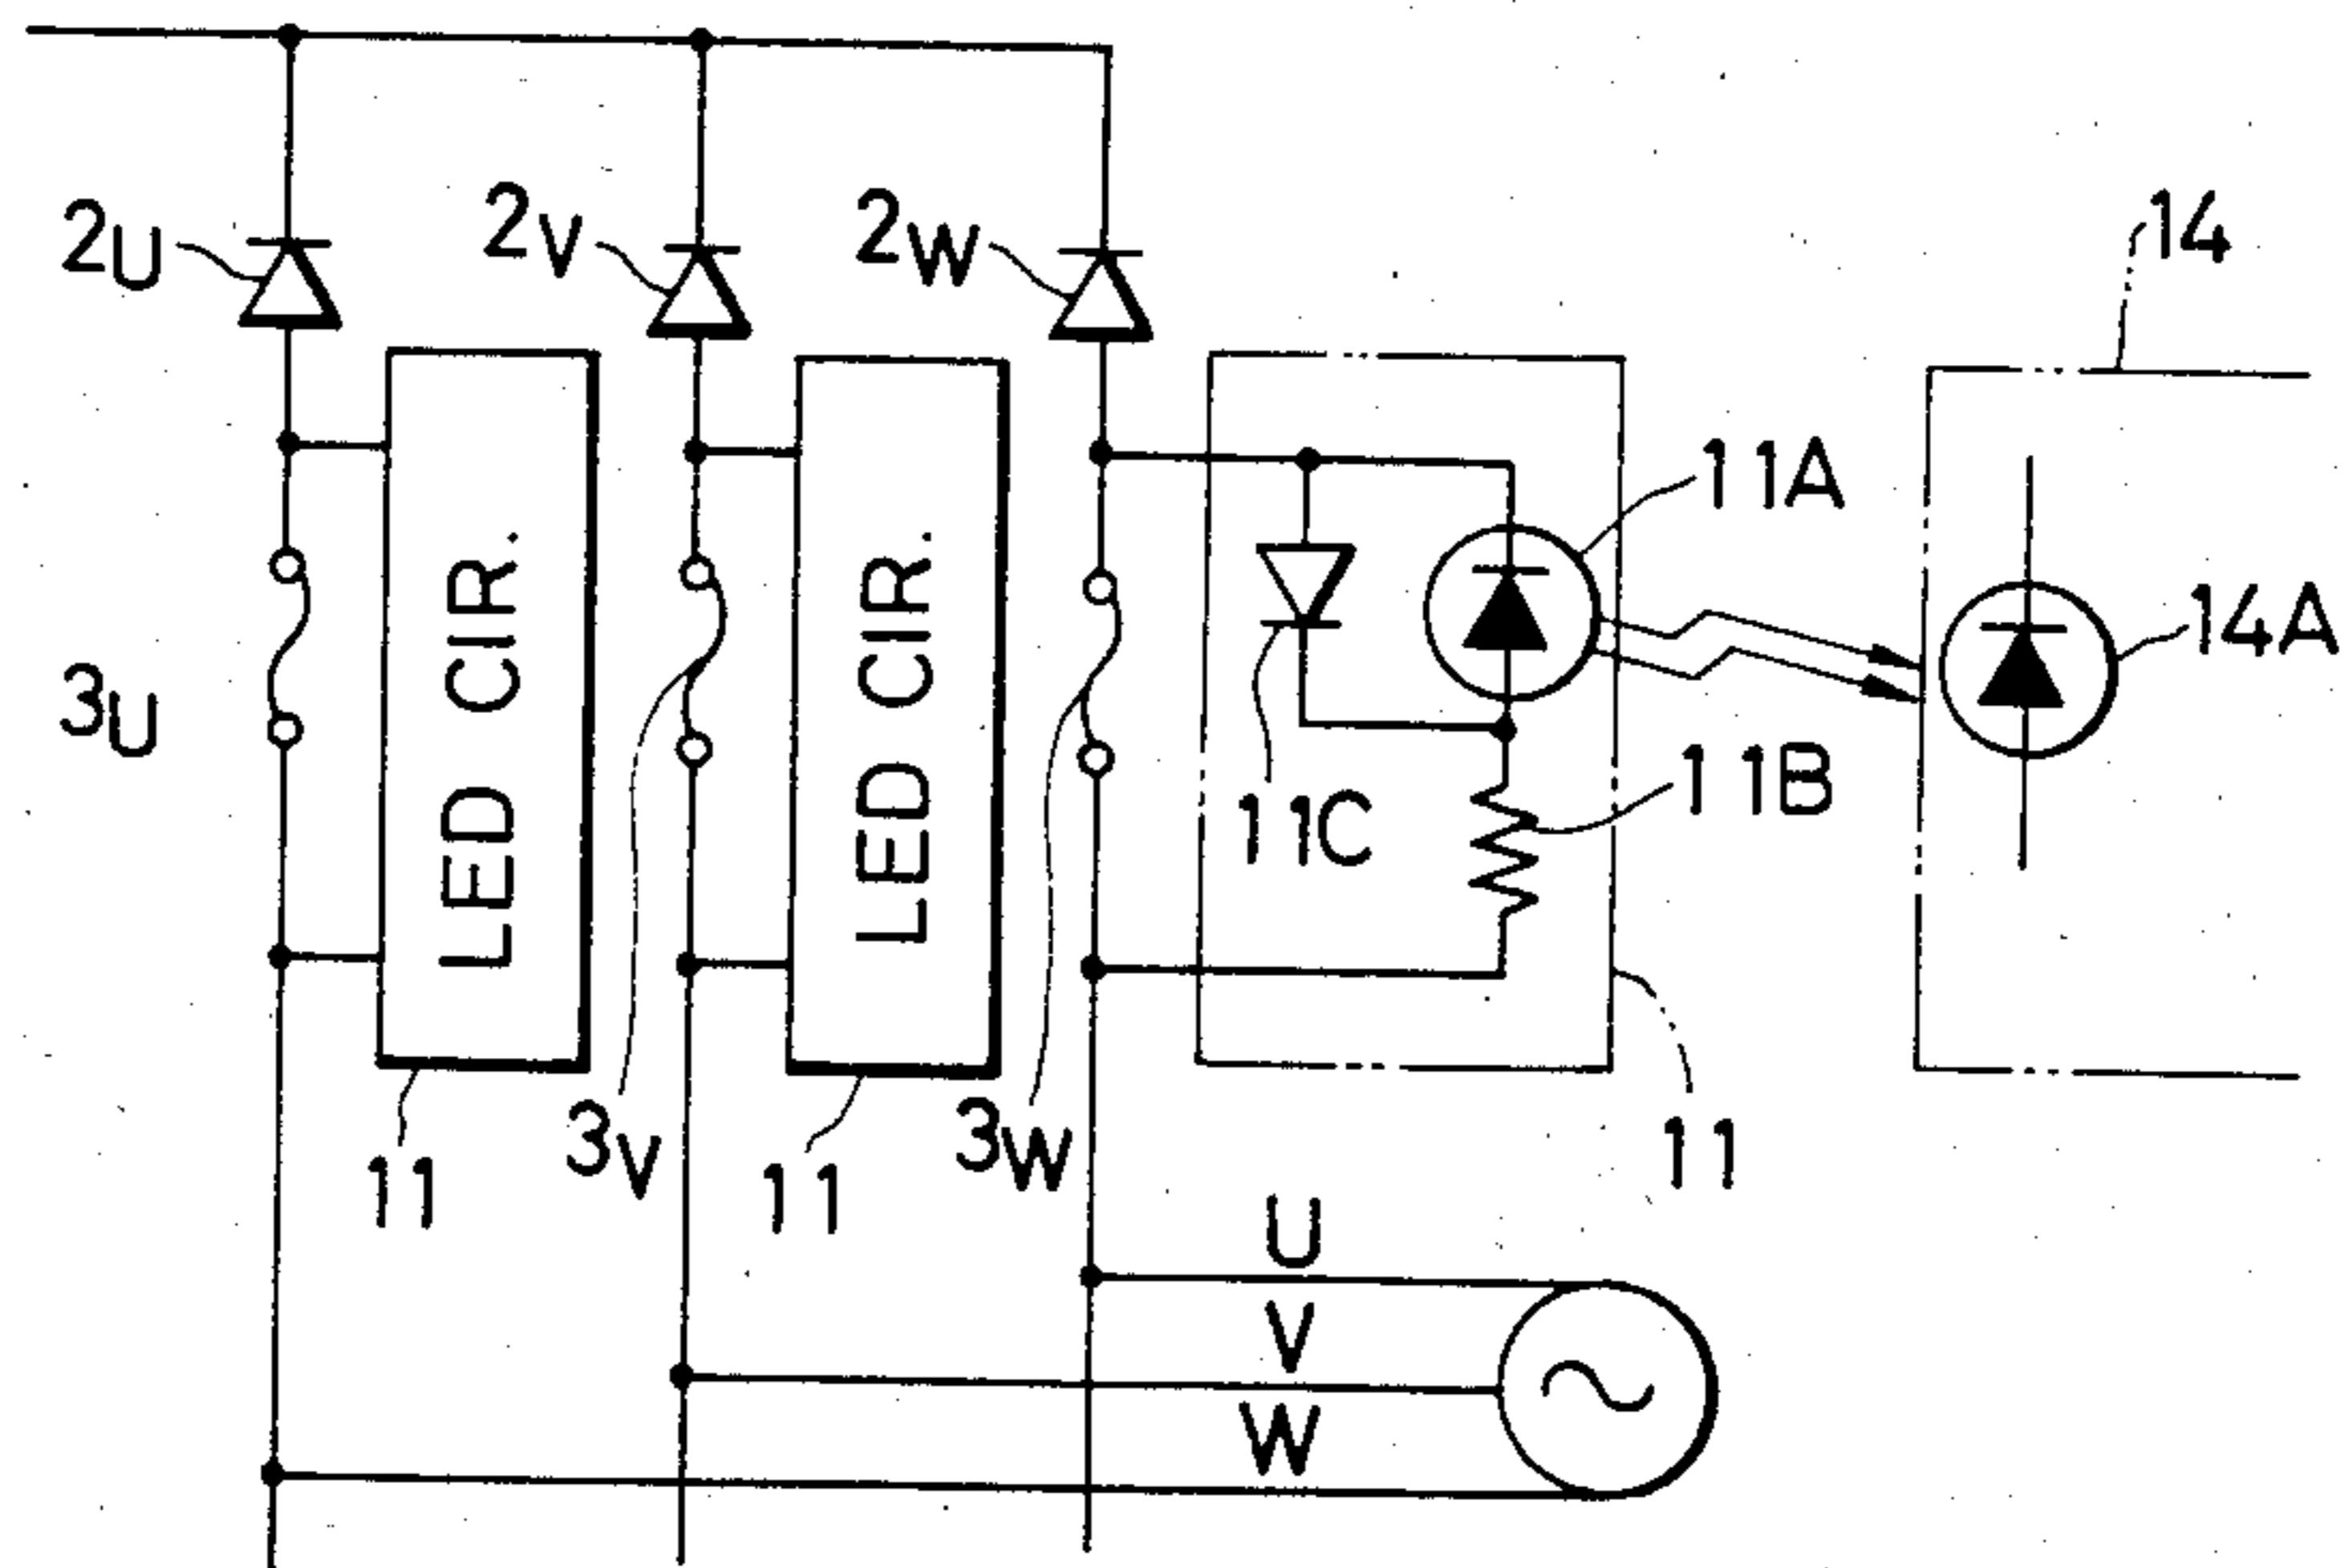 2U
2V
2W
14
11A
14A
3U
LED CIR.
LED CIR.
11B
11C
3V
3W
11
11
11
U
V
W